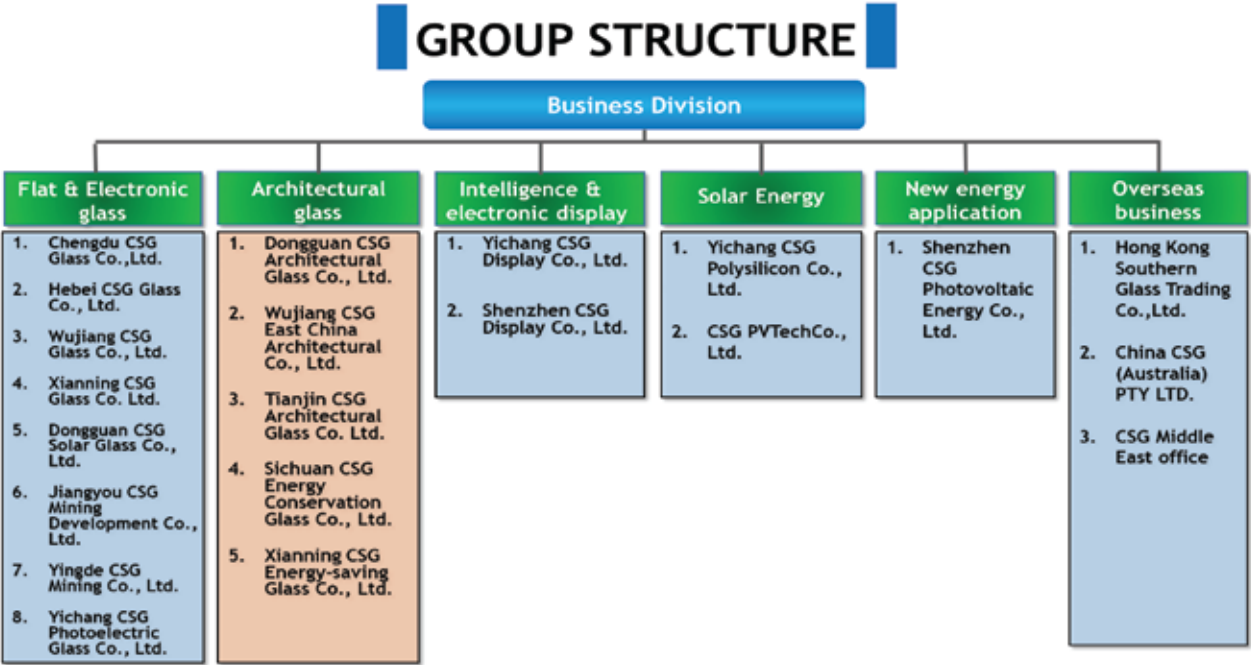 GROUP STRUCTURE
Business Division
Flat & Electronic
glass
1. Chengdu CSG
Glass Co.,Ltd.
2. Hebei CSG Glass
Co., Ltd.
3. Wujiang CSG
Glass Co., Ltd.
4. Xianning CSG
Glass Co. Ltd.
5. Dongguan CSG
Solar Glass Co.,
Ltd.
6. Jiangyou CSG
Mining
Development Co.,
Ltd.
7. Yingde CSG
Mining Co., Ltd.
8. Yichang CSG
Photoelectric
Glass Co., Ltd.
Architectural
glass
1. Dongguan CSG
Architectural
Glass Co., Ltd.
2. Wujiang CSG
East China
Architectural
Co., Ltd.
3. Tianjin CSG
Architectural
Glass Co. Ltd.
4. Sichuan CSG
Energy
Conservation
Glass Co., Ltd.
5. Xianning CSG
Energy-saving
Glass Co., Ltd.
Intelligence &
electronic display
1. Yichang CSG
Display Co., Ltd.
2. Shenzhen CSG
Display Co., Ltd.
Solar Energy
1. Yichang CSG
Polysilicon Co.,
Ltd.
2. CSG PVTechCo.,
Ltd.
New energy
application
1. Shenzhen
CSG
Photovoltaic
Energy Co.,
Ltd.
Overseas
business
1. Hong Kong
Southern
Glass Trading
Co.,Ltd.
2. China CSG
(Australia)
PTY LTD.
3. CSG Middle
East office